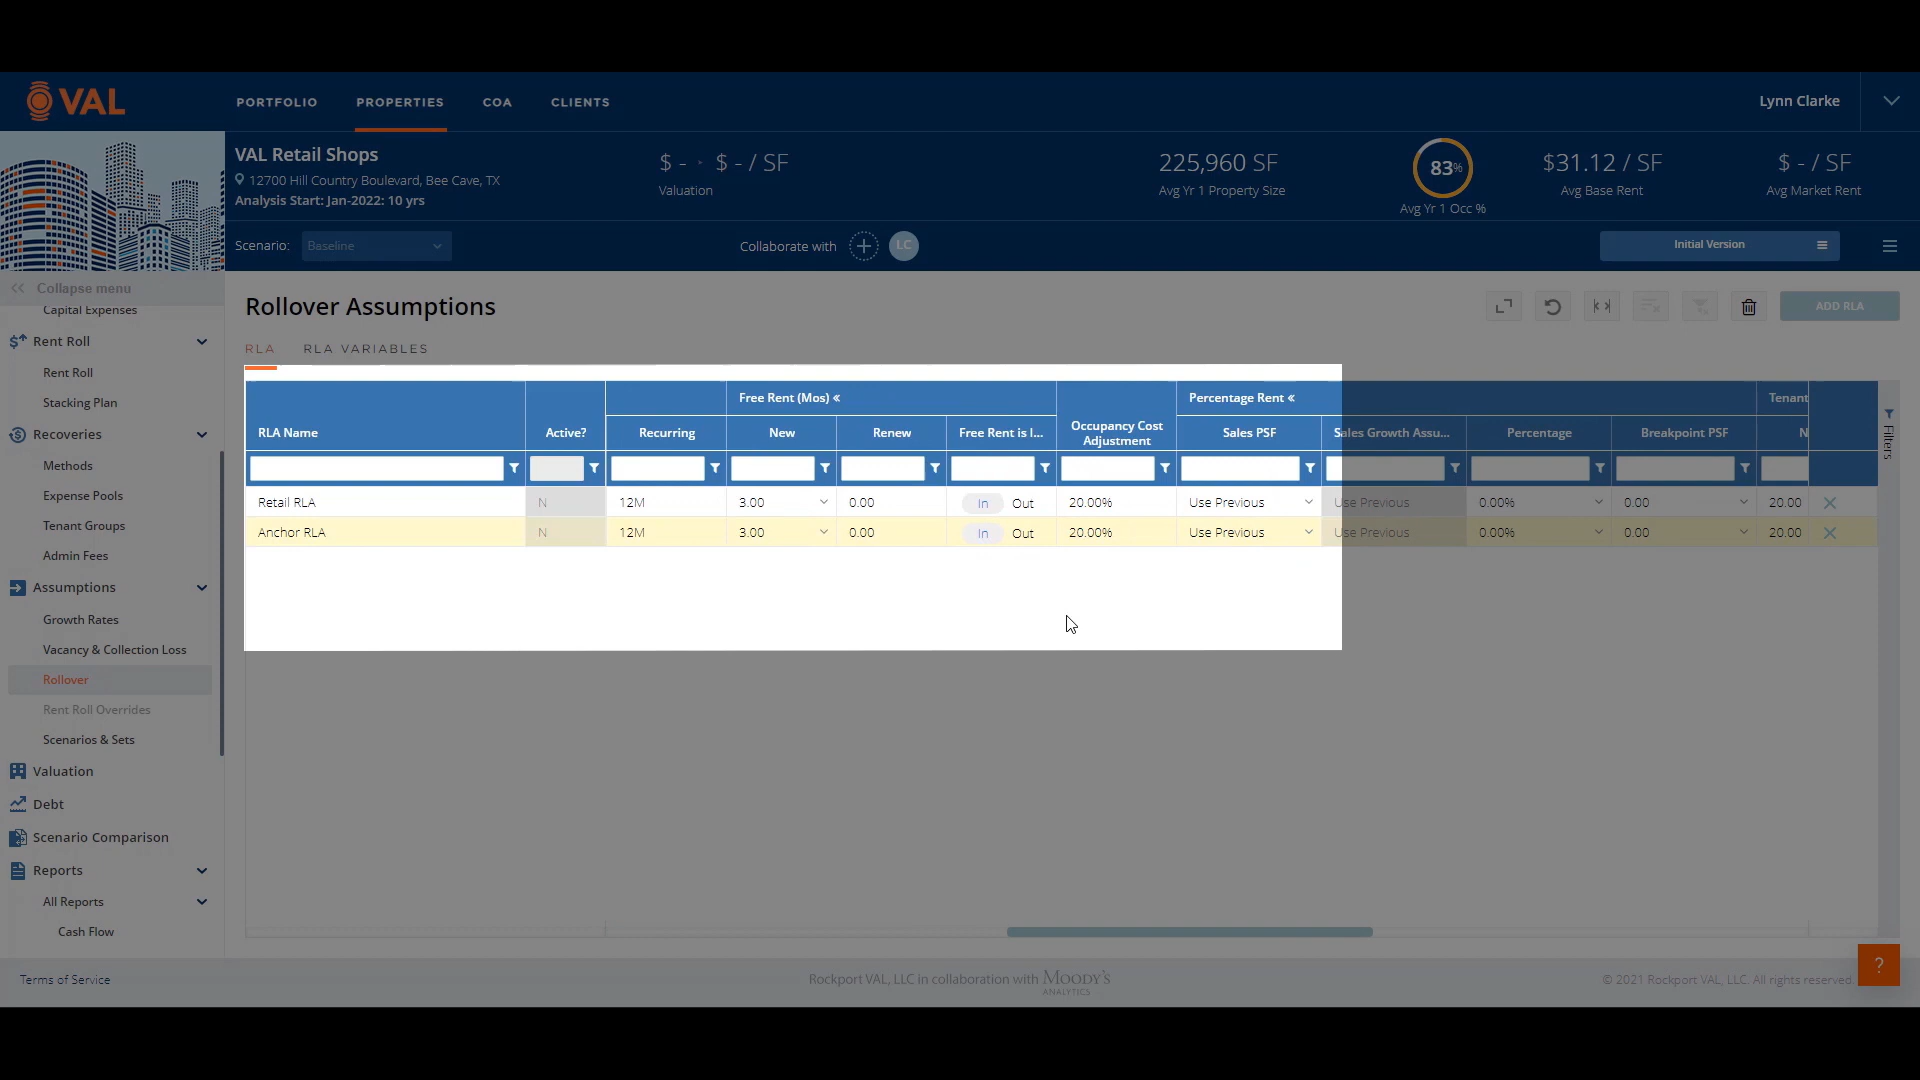 VAL
PORTFOLIO PROPERTIES COA CLIENTS
Lynn Clarke
VAL Retail Shops
12700 Hill Country Boulevard, Bee Cave, TX
Analysis Start: Jan-2022: 10 yrs
$ - · $ - / SF
Valuation
225,960 SF
Avg Yr 1 Property Size
83%
Avg Yr 1 Occ %
$31.12 / SF
Avg Base Rent
$ - / SF
Avg Market Rent
Scenario: Baseline
Collaborate with
LC
Initial Version
Collapse menu
Capital Expenses
Rent Roll
Rent Roll
Stacking Plan
Recoveries
Methods
Expense Pools
Tenant Groups
Admin Fees
Assumptions
Growth Rates
Vacancy & Collection Loss
Rollover
Rent Roll Overrides
Scenarios & Sets
Valuation
Debt
Scenario Comparison
Reports
All Reports
Cash Flow
Rollover Assumptions
ADD RLA
RLA RLA VARIABLES
Free Rent (Mos) « Percentage Rent « Tenant
RLA Name Active? Recurring New Renew Free Rent is I... Occupancy Cost Adjustment Sales PSF Sales Growth Assu... Percentage Breakpoint PSF N
Retail RLA N 12M 3.00 0.00 In Out 20.00% Use Previous Use Previous 0.00% 0.00 20.00
Anchor RLA N 12M 3.00 0.00 In Out 20.00% Use Previous Use Previous 0.00% 0.00 20.00
Filters
?
Terms of Service
Rockport VAL, LLC in collaboration with MOODY'S ANALYTICS
© 2021 Rockport VAL, LLC. All rights reserved.